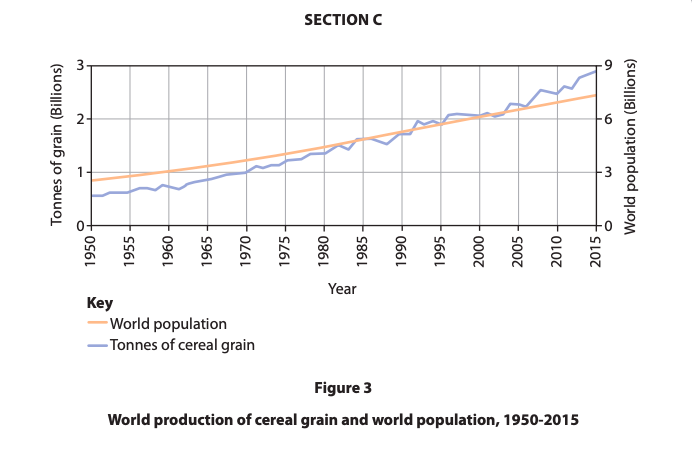 SECTION C
Tonnes of grain (Billions)
3
2
1
0
World population (Billions)
9
6
3
0
1950
1955
1960
1965
1970
1975
1980
1985
1990
1995
2000
2005
2010
2015
Year
Key
World population
Tonnes of cereal grain
Figure 3
World production of cereal grain and world population, 1950-2015